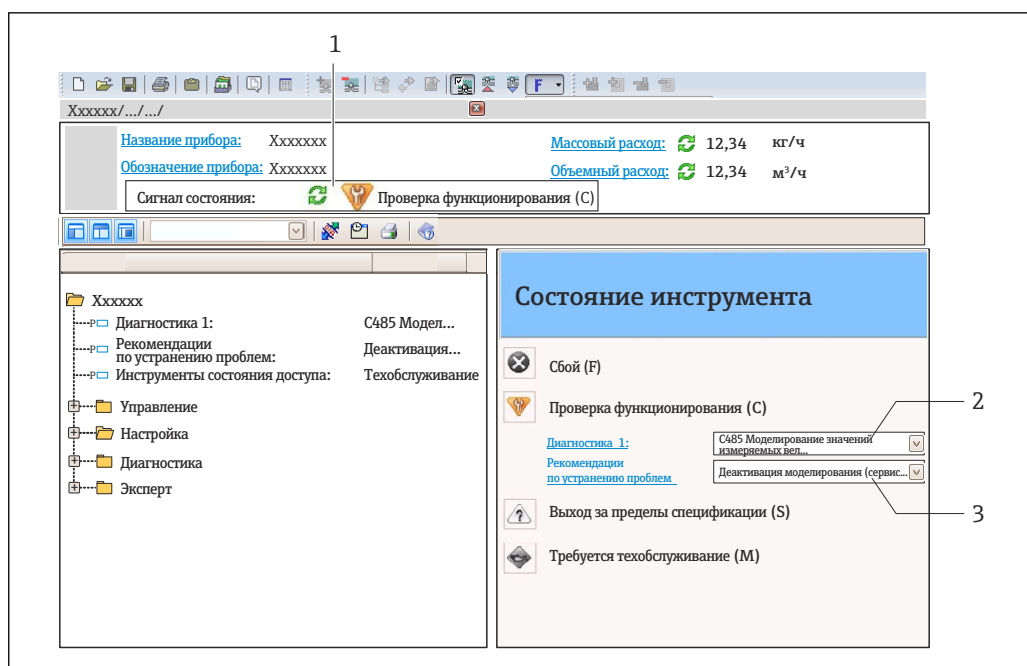 1
F
Xxxxxx/.../.../
Название прибора: Xxxxxxx
Массовый расход: 12,34 кг/ч
Обозначение прибора: Xxxxxxx
Объемный расход: 12,34 м³/ч
Сигнал состояния: Проверка функционирования (C)
Xxxxxx
P Диагностика 1: C485 Модел...
P Рекомендации
по устранению проблем: Деактивация...
P Инструменты состояния доступа: Техобслуживание
Управление
Настройка
Диагностика
Эксперт
Состояние инструмента
Сбой (F)
Проверка функционирования (C)
2
Диагностика 1:
C485 Моделирование значений
измеряемых вел...
Рекомендации
по устранению проблем
Деактивация моделирования (сервис...
3
Выход за пределы спецификации (S)
Требуется техобслуживание (M)